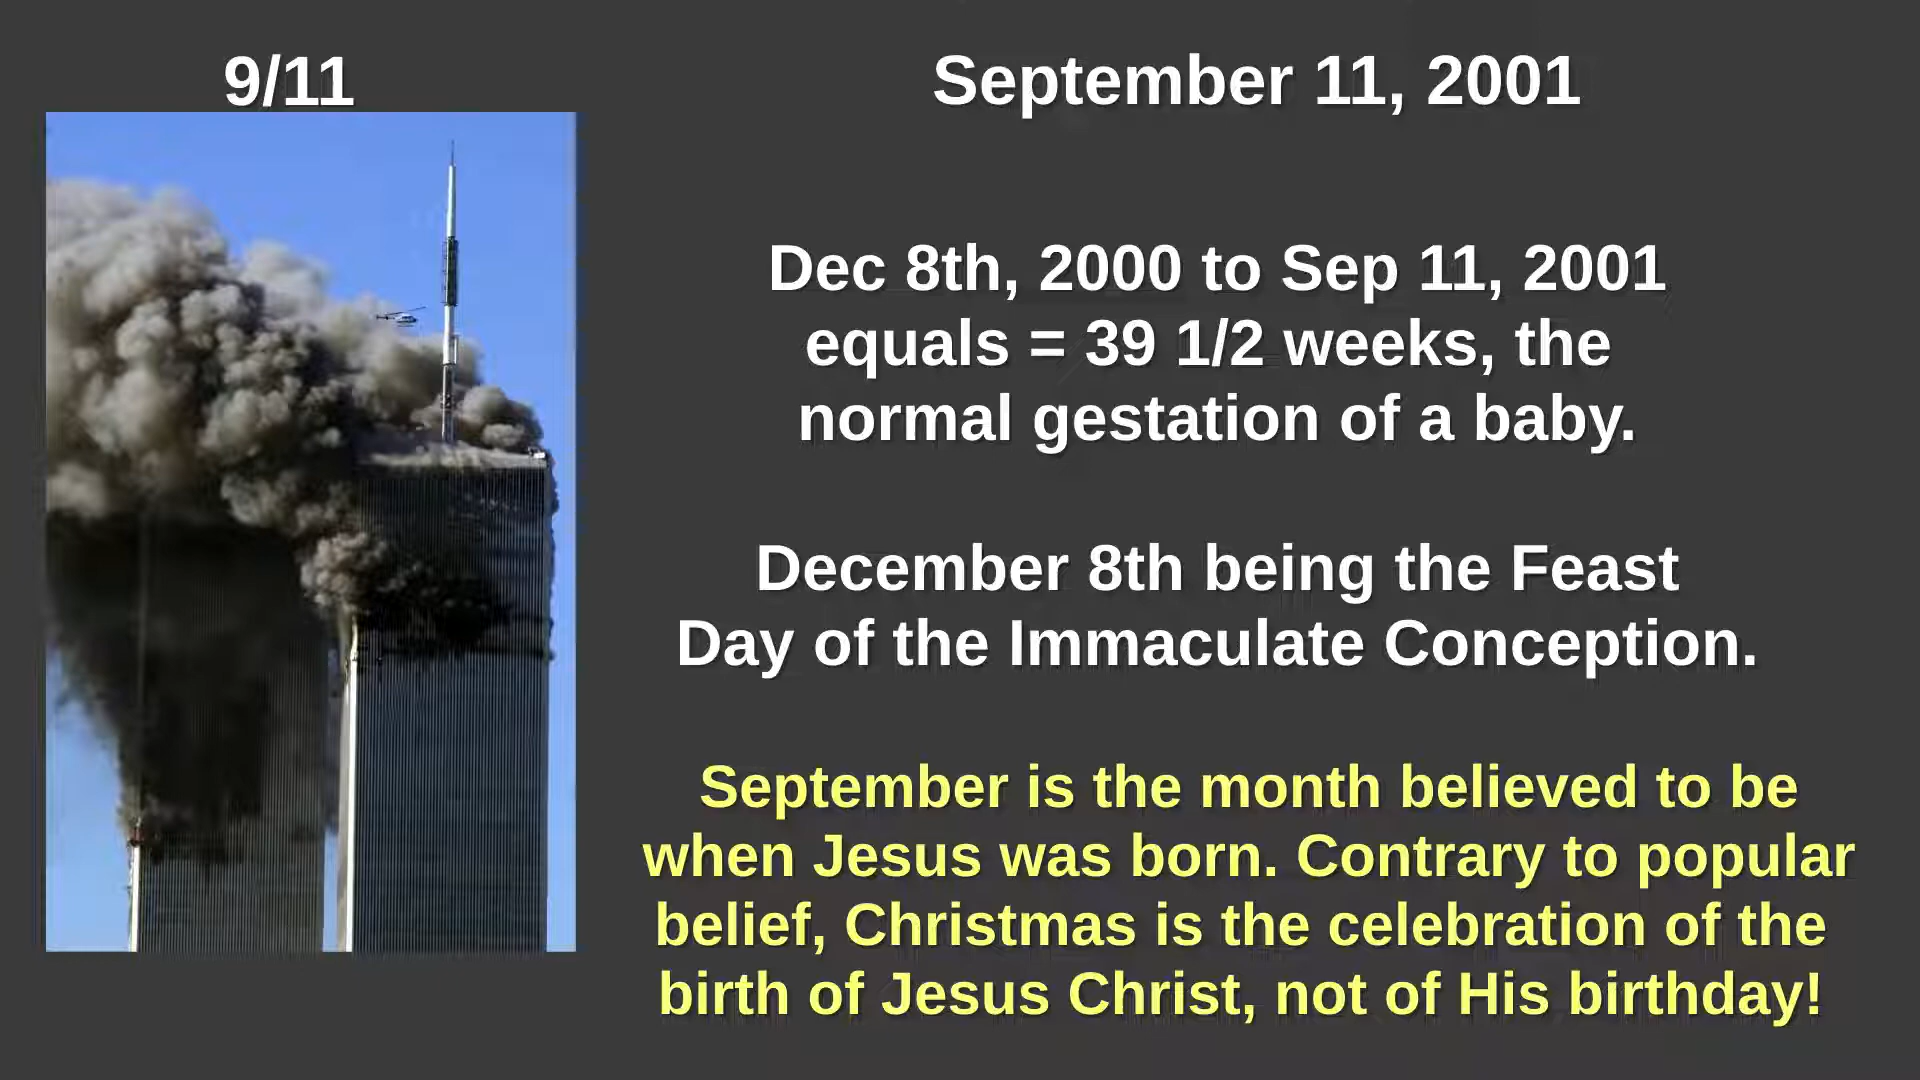 9/11
September 11, 2001
Dec 8th, 2000 to Sep 11, 2001
equals = 39 1/2 weeks, the
normal gestation of a baby.
December 8th being the Feast
Day of the Immaculate Conception.
September is the month believed to be
when Jesus was born. Contrary to popular
belief, Christmas is the celebration of the
birth of Jesus Christ, not of His birthday!